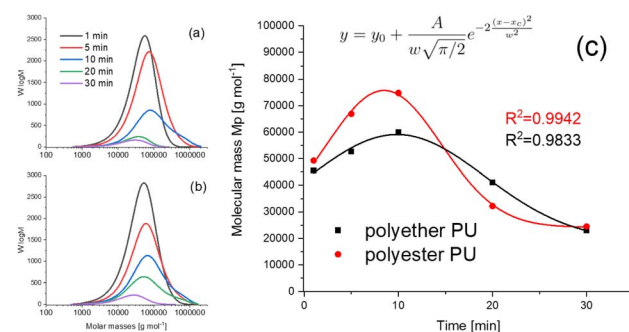 (a)
1 min
5 min
10 min
20 min
30 min
W logM
3000
2500
2000
1500
1000
500
0
100 1000 10000 100000 1000000
(b)
W logM
3000
2500
2000
1500
1000
500
0
100 1000 10000 100000 1000000
Molar masses [g mol⁻¹]
(c)
y = y₀ + A/(w√(π/2)) e^(-2(x-x_c)²/w²)
R²=0.9942
R²=0.9833
Molecular mass Mp [g mol⁻¹]
100000
90000
80000
70000
60000
50000
40000
30000
20000
10000
0
polyether PU
polyester PU
0 10 20 30
Time [min]